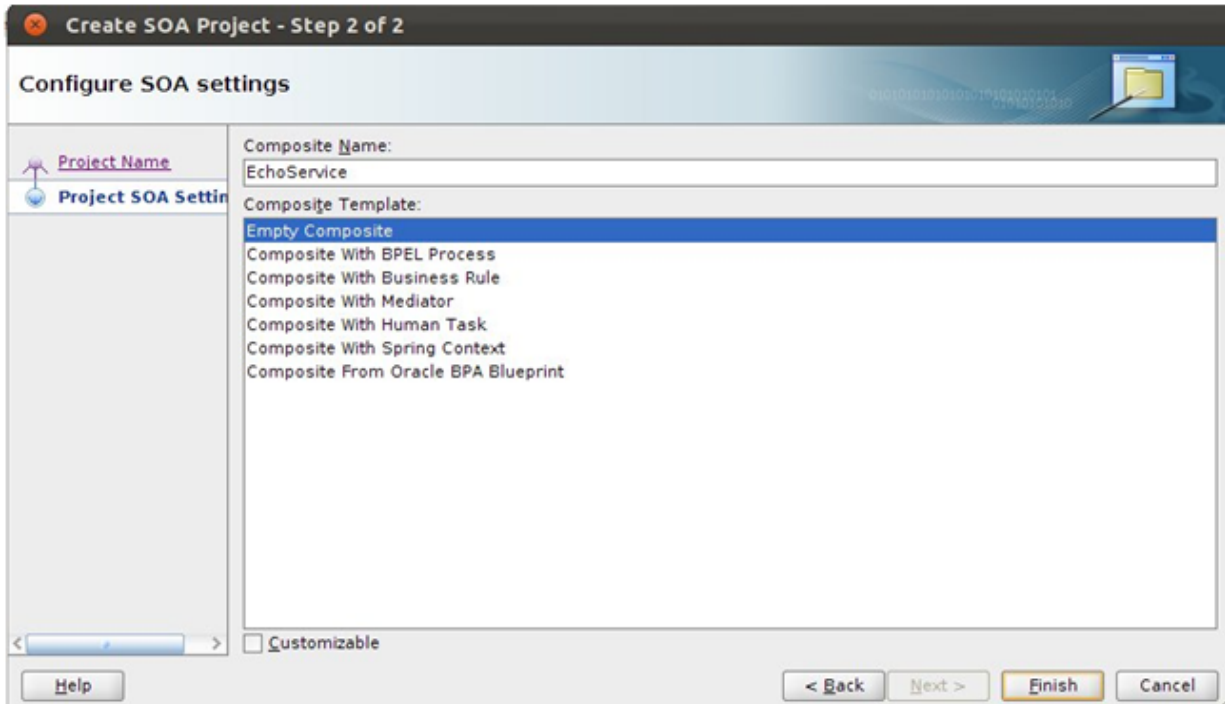 Create SOA Project - Step 2 of 2
Configure SOA settings
Project Name
Project SOA Settin
Composite Name:
EchoService
Composite Template:
Empty Composite
Composite With BPEL Process
Composite With Business Rule
Composite With Mediator
Composite With Human Task
Composite With Spring Context
Composite From Oracle BPA Blueprint
Customizable
Help
< Back
Next >
Finish
Cancel